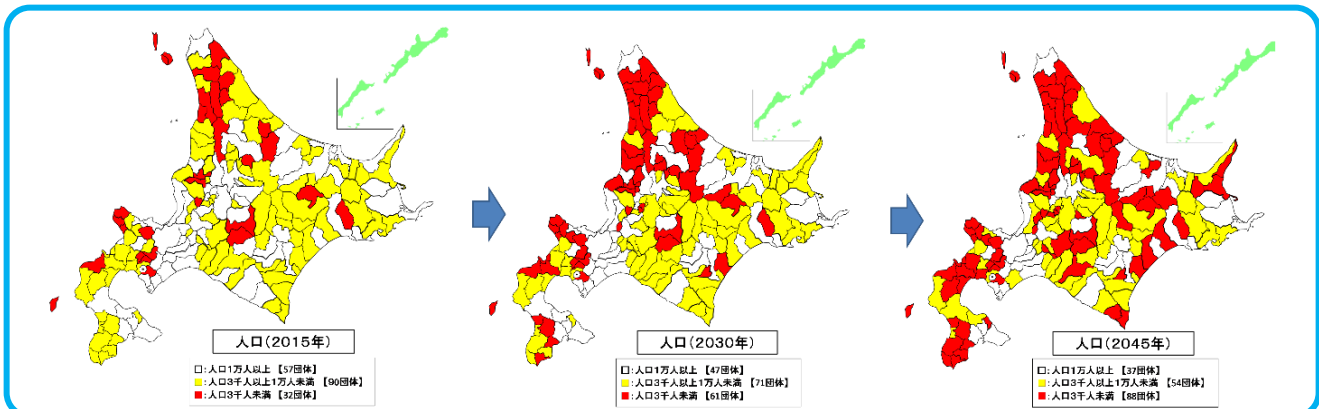 人口(2015年)
□:人口1万人以上 【57団体】
■:人口3千人以上1万人未満 【90団体】
■:人口3千人未満 【32団体】
人口(2030年)
□:人口1万人以上 【47団体】
■:人口3千人以上1万人未満 【71団体】
■:人口3千人未満 【61団体】
人口(2045年)
□:人口1万人以上 【37団体】
■:人口3千人以上1万人未満 【54団体】
■:人口3千人未満 【88団体】